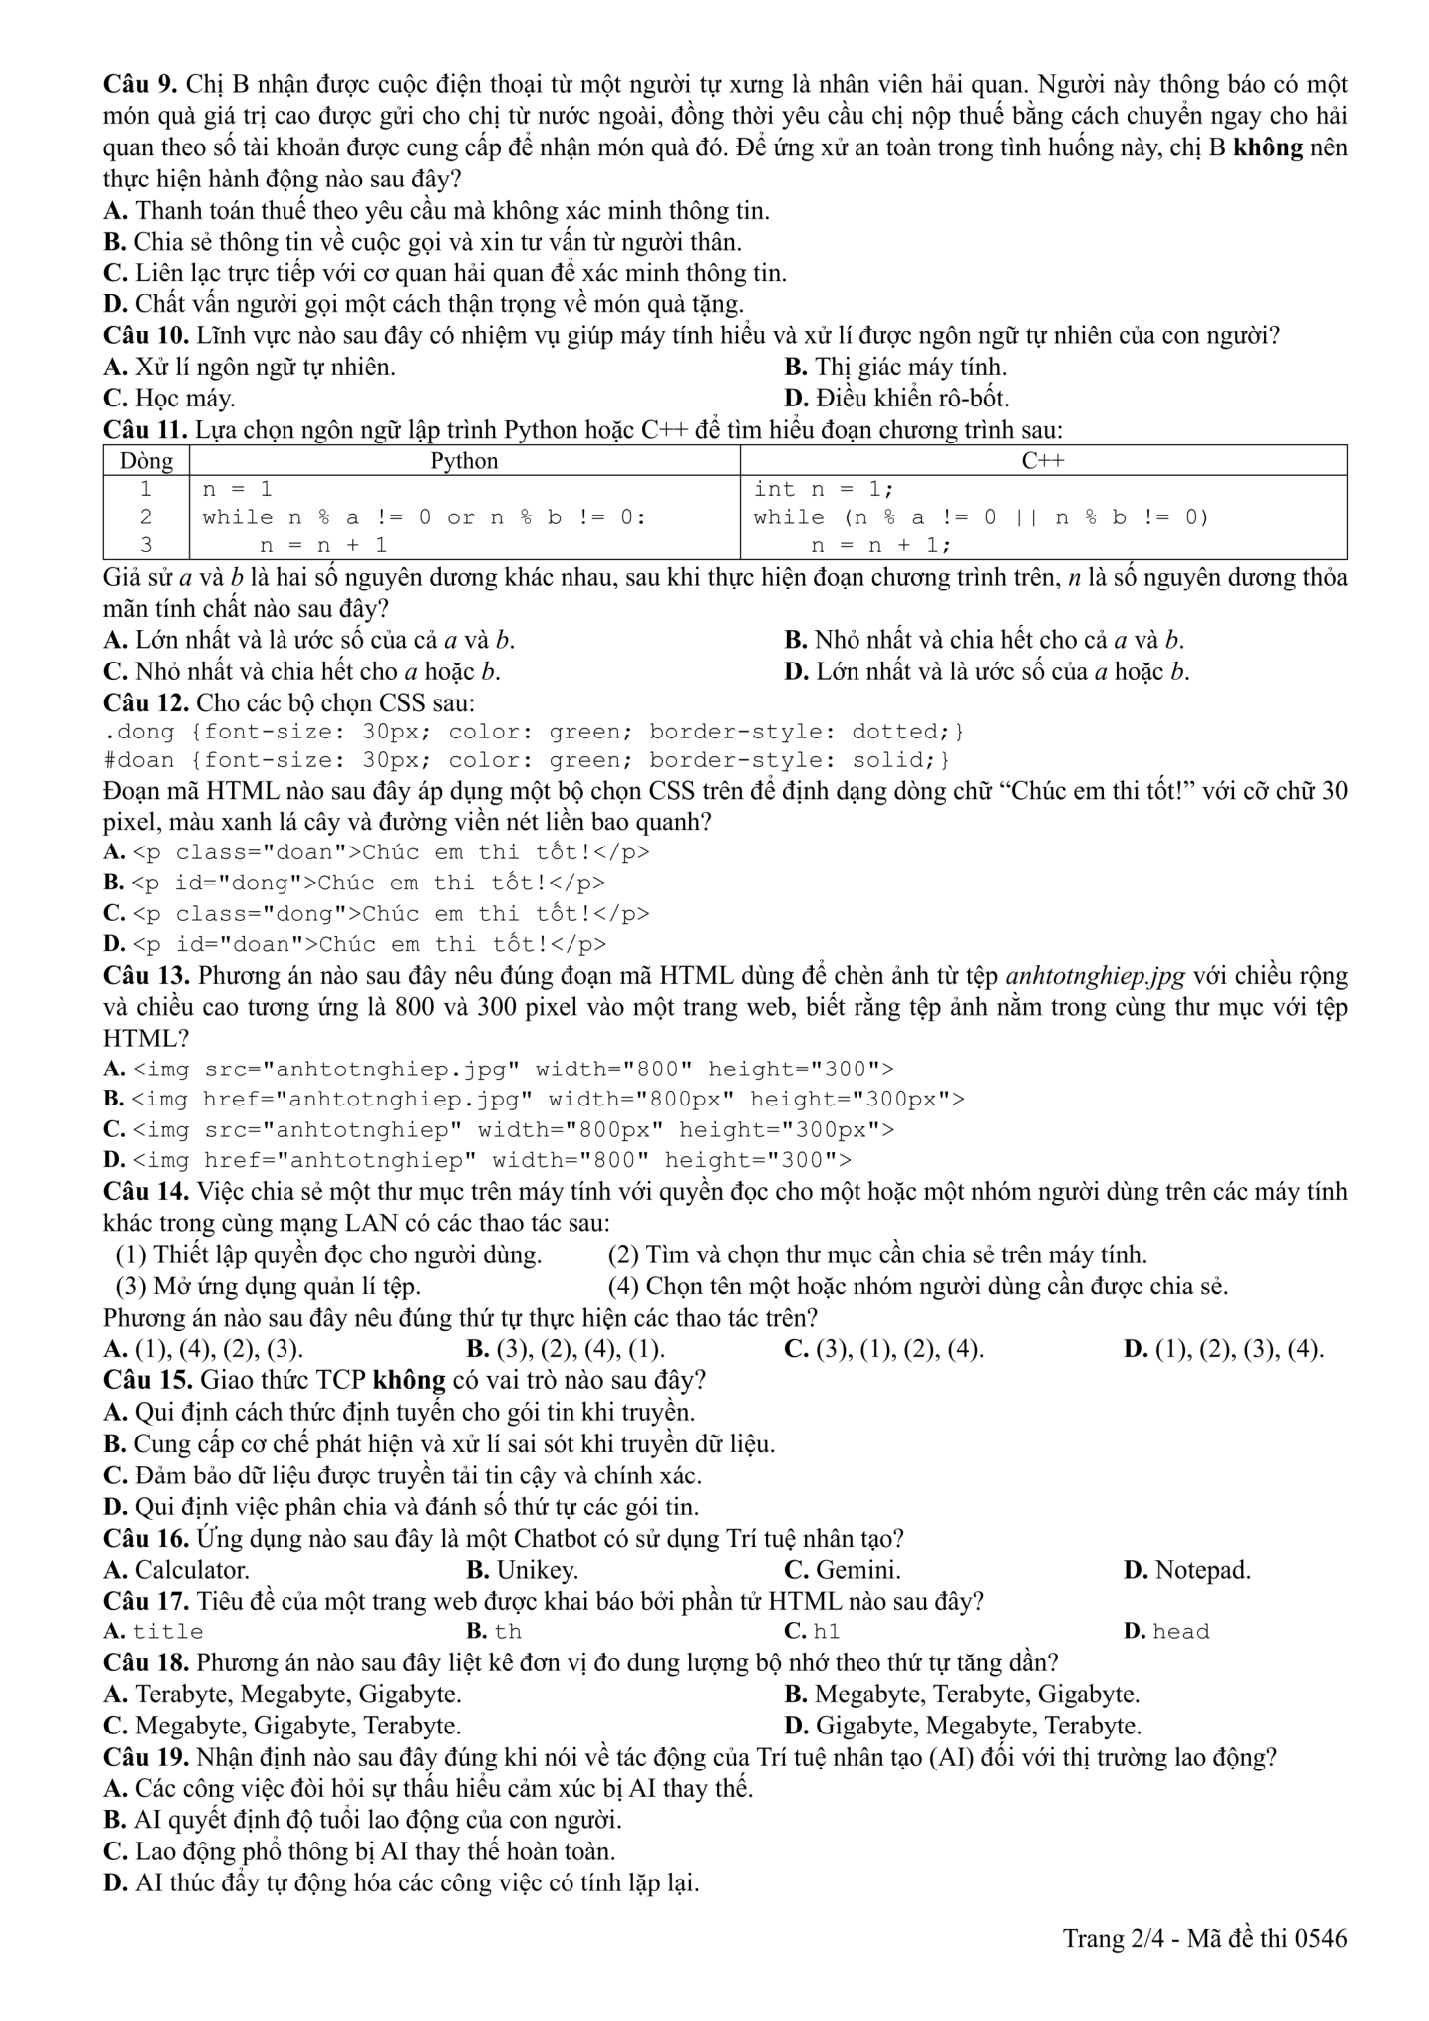 Câu 9. Chị B nhận được cuộc điện thoại từ một người tự xưng là nhân viên hải quan. Người này thông báo có một
món quà giá trị cao được gửi cho chị từ nước ngoài, đồng thời yêu cầu chị nộp thuế bằng cách chuyển ngay cho hải
quan theo số tài khoản được cung cấp để nhận món quà đó. Để ứng xử an toàn trong tình huống này, chị B không nên
thực hiện hành động nào sau đây?
A. Thanh toán thuế theo yêu cầu mà không xác minh thông tin.
B. Chia sẻ thông tin về cuộc gọi và xin tư vấn từ người thân.
C. Liên lạc trực tiếp với cơ quan hải quan để xác minh thông tin.
D. Chất vấn người gọi một cách thận trọng về món quà tặng.
Câu 10. Lĩnh vực nào sau đây có nhiệm vụ giúp máy tính hiểu và xử lí được ngôn ngữ tự nhiên của con người?
A. Xử lí ngôn ngữ tự nhiên. B. Thị giác máy tính.
C. Học máy. D. Điều khiển rô-bốt.
Câu 11. Lựa chọn ngôn ngữ lập trình Python hoặc C++ để tìm hiểu đoạn chương trình sau:
Dòng Python C++
1 n = 1 int n = 1;
2 while n % a != 0 or n % b != 0: while (n % a != 0 || n % b != 0)
3 n = n + 1 n = n + 1;
Giả sử a và b là hai số nguyên dương khác nhau, sau khi thực hiện đoạn chương trình trên, n là số nguyên dương thỏa
mãn tính chất nào sau đây?
A. Lớn nhất và là ước số của cả a và b. B. Nhỏ nhất và chia hết cho cả a và b.
C. Nhỏ nhất và chia hết cho a hoặc b. D. Lớn nhất và là ước số của a hoặc b.
Câu 12. Cho các bộ chọn CSS sau:
.dong {font-size: 30px; color: green; border-style: dotted;}
#doan {font-size: 30px; color: green; border-style: solid;}
Đoạn mã HTML nào sau đây áp dụng một bộ chọn CSS trên để định dạng dòng chữ “Chúc em thi tốt!” với cỡ chữ 30
pixel, màu xanh lá cây và đường viền nét liền bao quanh?
A. <p class="doan">Chúc em thi tốt!</p>
B. <p id="dong">Chúc em thi tốt!</p>
C. <p class="dong">Chúc em thi tốt!</p>
D. <p id="doan">Chúc em thi tốt!</p>
Câu 13. Phương án nào sau đây nêu đúng đoạn mã HTML dùng để chèn ảnh từ tệp anhtotnghiep.jpg với chiều rộng
và chiều cao tương ứng là 800 và 300 pixel vào một trang web, biết rằng tệp ảnh nằm trong cùng thư mục với tệp
HTML?
A. <img src="anhtotnghiep.jpg" width="800" height="300">
B. <img href="anhtotnghiep.jpg" width="800px" height="300px">
C. <img src="anhtotnghiep" width="800px" height="300px">
D. <img href="anhtotnghiep" width="800" height="300">
Câu 14. Việc chia sẻ một thư mục trên máy tính với quyền đọc cho một hoặc một nhóm người dùng trên các máy tính
khác trong cùng mạng LAN có các thao tác sau:
(1) Thiết lập quyền đọc cho người dùng. (2) Tìm và chọn thư mục cần chia sẻ trên máy tính.
(3) Mở ứng dụng quản lí tệp. (4) Chọn tên một hoặc nhóm người dùng cần được chia sẻ.
Phương án nào sau đây nêu đúng thứ tự thực hiện các thao tác trên?
A. (1), (4), (2), (3). B. (3), (2), (4), (1). C. (3), (1), (2), (4). D. (1), (2), (3), (4).
Câu 15. Giao thức TCP không có vai trò nào sau đây?
A. Qui định cách thức định tuyến cho gói tin khi truyền.
B. Cung cấp cơ chế phát hiện và xử lí sai sót khi truyền dữ liệu.
C. Đảm bảo dữ liệu được truyền tải tin cậy và chính xác.
D. Qui định việc phân chia và đánh số thứ tự các gói tin.
Câu 16. Ứng dụng nào sau đây là một Chatbot có sử dụng Trí tuệ nhân tạo?
A. Calculator. B. Unikey. C. Gemini. D. Notepad.
Câu 17. Tiêu đề của một trang web được khai báo bởi phần tử HTML nào sau đây?
A. title B. th C. h1 D. head
Câu 18. Phương án nào sau đây liệt kê đơn vị đo dung lượng bộ nhớ theo thứ tự tăng dần?
A. Terabyte, Megabyte, Gigabyte. B. Megabyte, Terabyte, Gigabyte.
C. Megabyte, Gigabyte, Terabyte. D. Gigabyte, Megabyte, Terabyte.
Câu 19. Nhận định nào sau đây đúng khi nói về tác động của Trí tuệ nhân tạo (AI) đối với thị trường lao động?
A. Các công việc đòi hỏi sự thấu hiểu cảm xúc bị AI thay thế.
B. AI quyết định độ tuổi lao động của con người.
C. Lao động phổ thông bị AI thay thế hoàn toàn.
D. AI thúc đẩy tự động hóa các công việc có tính lặp lại.
Trang 2/4 - Mã đề thi 0546